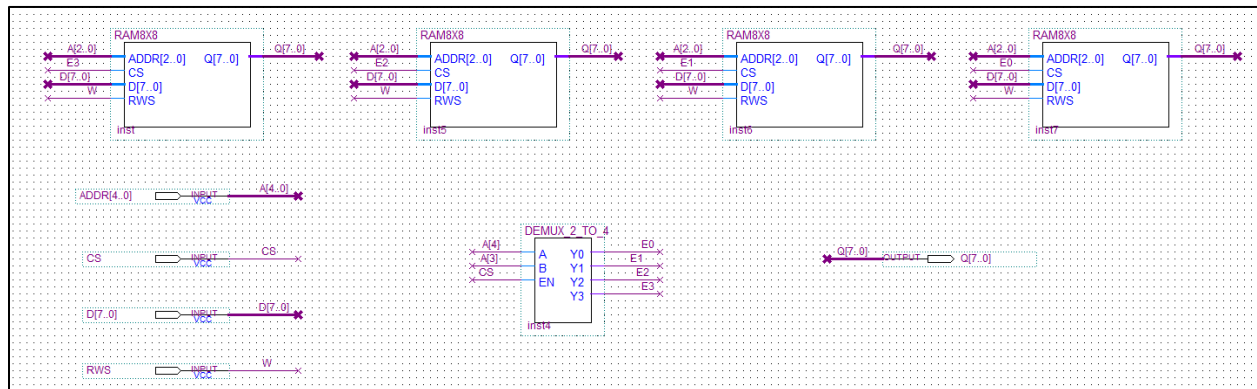 RAM8X8 RAM8X8 RAM8X8 RAM8X8
A[2..0] ADDR[2..0] Q[7..0] Q[7..0] A[2..0] ADDR[2..0] Q[7..0] Q[7..0] A[2..0] ADDR[2..0] Q[7..0] Q[7..0] A[2..0] ADDR[2..0] Q[7..0] Q[7..0]
E3 CS E2 CS E1 CS E0 CS
D[7..0] D[7..0] D[7..0] D[7..0] D[7..0] D[7..0] D[7..0] D[7..0]
W RWS W RWS W RWS W RWS
inst inst5 inst6 inst7
ADDR[4..0] INPUT VCC A[4..0]
DEMUX_2_TO_4
A[4] A Y0 E0
CS INPUT VCC CS A[3] B Y1 E1 Q[7..0] OUTPUT Q[7..0]
CS EN Y2 E2
Y3 E3
D[7..0] INPUT VCC D[7..0] inst4
RWS INPUT VCC W